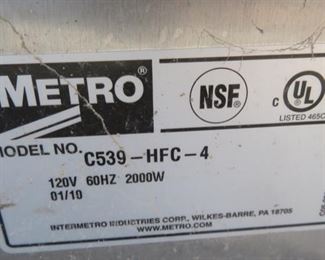 METRO®
NSF®
C UL ®
LISTED 465C
MODEL NO. C539-HFC-4
120V 60HZ 2000W
01/10
INTERMETRO INDUSTRIES CORP., WILKES-BARRE, PA 18705
WWW.METRO.COM